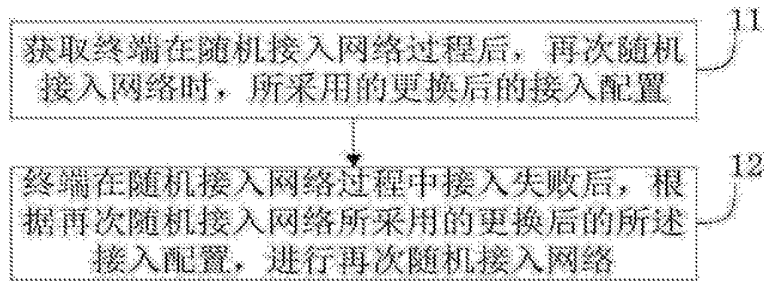 获取终端在随机接入网络过程后，再次随机
接入网络时，所采用的更换后的接入配置
11
终端在随机接入网络过程中接入失败后，根
据再次随机接入网络所采用的更换后的所述
接入配置，进行再次随机接入网络
12